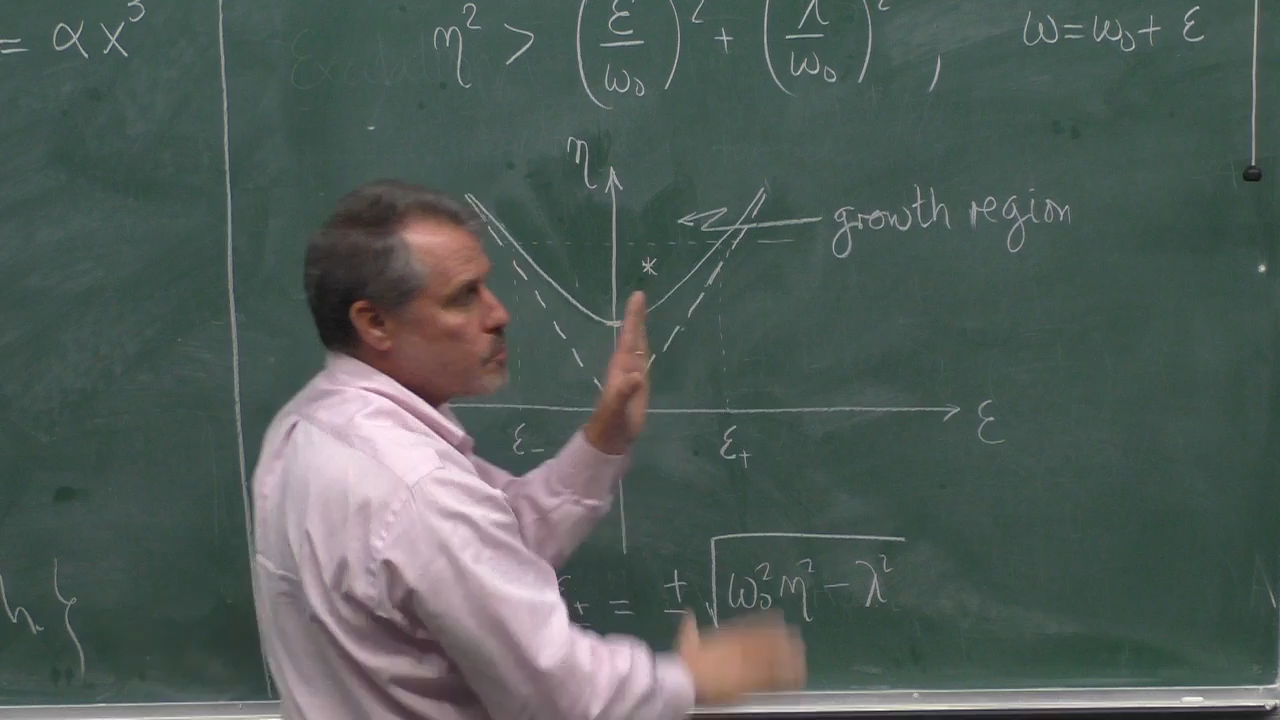 = αx³
η² > (ε/ω₀)² + (λ/ω₀)² , ω = ω₀ + ε
η
growth region
*
ε₋ ε₊ ε
= ± √(ω₀²η² − λ²)